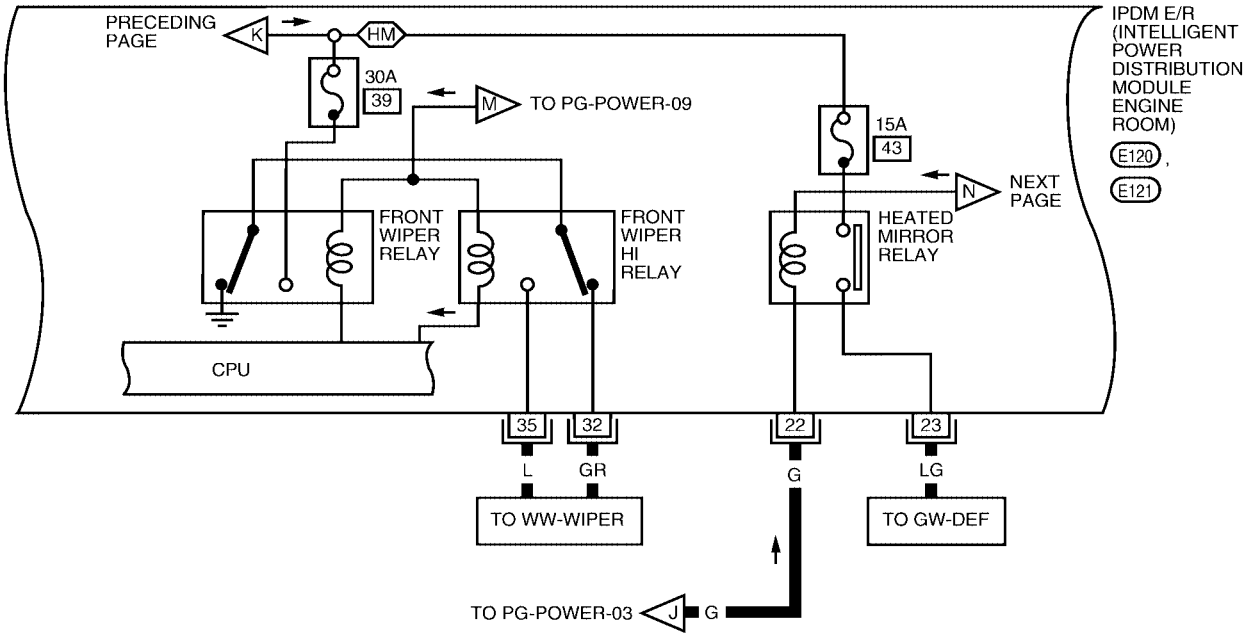 PRECEDING
PAGE
K
HM
30A
39
M
TO PG-POWER-09
15A
43
N
NEXT
PAGE
IPDM E/R
(INTELLIGENT
POWER
DISTRIBUTION
MODULE
ENGINE
ROOM)
E120 ,
E121
FRONT
WIPER
RELAY
FRONT
WIPER
HI
RELAY
HEATED
MIRROR
RELAY
CPU
35
32
22
23
L
GR
G
LG
TO WW-WIPER
TO GW-DEF
TO PG-POWER-03
J
G